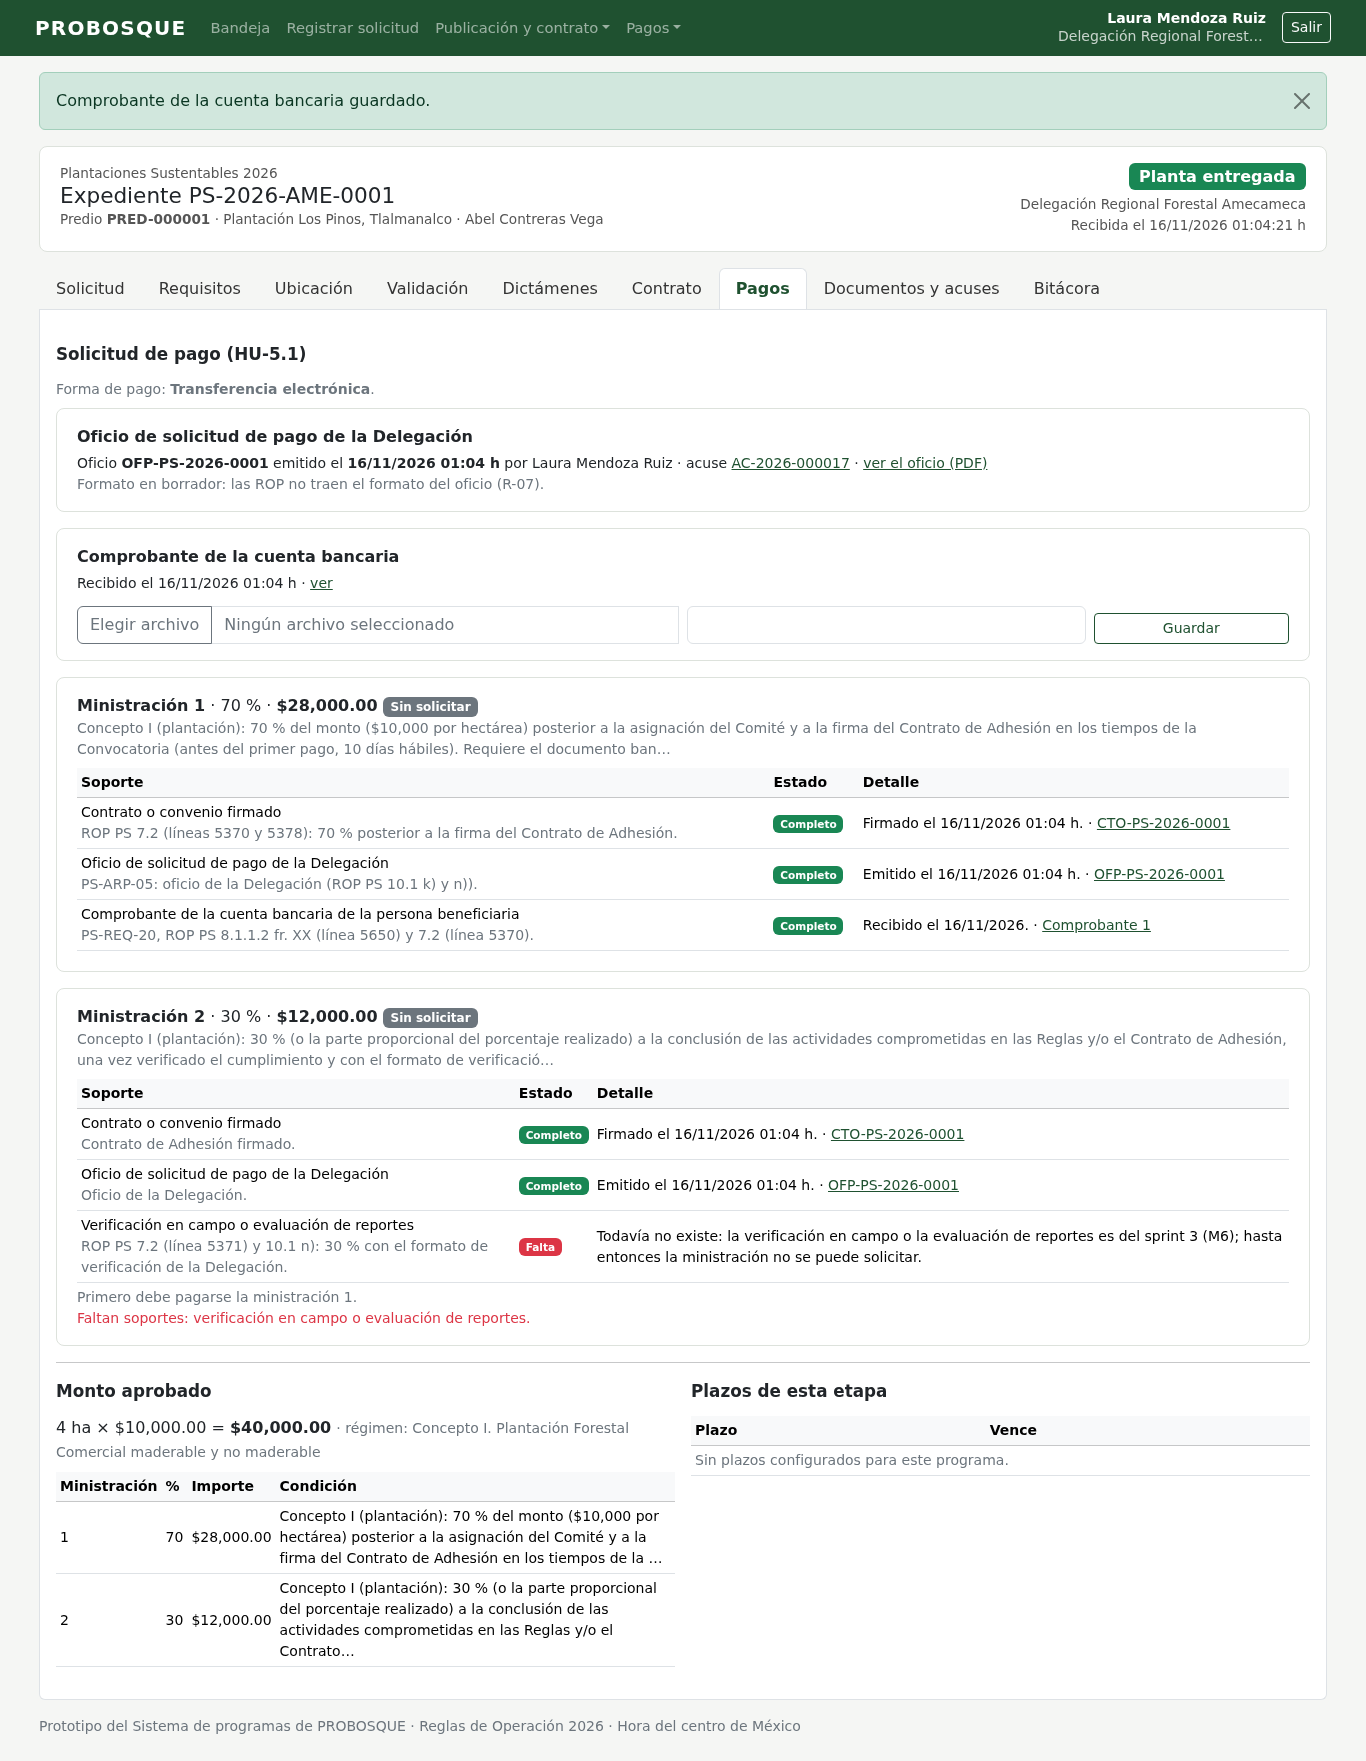 PROBOSQUE Bandeja Registrar solicitud Publicación y contrato Pagos
Laura Mendoza Ruiz
Delegación Regional Forest...
Salir
Comprobante de la cuenta bancaria guardado.
Plantaciones Sustentables 2026
Expediente PS-2026-AME-0001
Predio PRED-000001 · Plantación Los Pinos, Tlalmanalco · Abel Contreras Vega
Planta entregada
Delegación Regional Forestal Amecameca
Recibida el 16/11/2026 01:04:21 h
Solicitud Requisitos Ubicación Validación Dictámenes Contrato Pagos Documentos y acuses Bitácora
Solicitud de pago (HU-5.1)
Forma de pago: Transferencia electrónica.
Oficio de solicitud de pago de la Delegación
Oficio OFP-PS-2026-0001 emitido el 16/11/2026 01:04 h por Laura Mendoza Ruiz · acuse AC-2026-000017 · ver el oficio (PDF)
Formato en borrador: las ROP no traen el formato del oficio (R-07).
Comprobante de la cuenta bancaria
Recibido el 16/11/2026 01:04 h · ver
Elegir archivo Ningún archivo seleccionado
Guardar
Ministración 1 · 70 % · $28,000.00 Sin solicitar
Concepto I (plantación): 70 % del monto ($10,000 por hectárea) posterior a la asignación del Comité y a la firma del Contrato de Adhesión en los tiempos de la
Convocatoria (antes del primer pago, 10 días hábiles). Requiere el documento ban…
Soporte Estado Detalle
Contrato o convenio firmado
ROP PS 7.2 (líneas 5370 y 5378): 70 % posterior a la firma del Contrato de Adhesión.
Completo
Firmado el 16/11/2026 01:04 h. · CTO-PS-2026-0001
Oficio de solicitud de pago de la Delegación
PS-ARP-05: oficio de la Delegación (ROP PS 10.1 k) y n)).
Completo
Emitido el 16/11/2026 01:04 h. · OFP-PS-2026-0001
Comprobante de la cuenta bancaria de la persona beneficiaria
PS-REQ-20, ROP PS 8.1.1.2 fr. XX (línea 5650) y 7.2 (línea 5370).
Completo
Recibido el 16/11/2026. · Comprobante 1
Ministración 2 · 30 % · $12,000.00 Sin solicitar
Concepto I (plantación): 30 % (o la parte proporcional del porcentaje realizado) a la conclusión de las actividades comprometidas en las Reglas y/o el Contrato de Adhesión,
una vez verificado el cumplimiento y con el formato de verificació…
Soporte Estado Detalle
Contrato o convenio firmado
Contrato de Adhesión firmado.
Completo
Firmado el 16/11/2026 01:04 h. · CTO-PS-2026-0001
Oficio de solicitud de pago de la Delegación
Oficio de la Delegación.
Completo
Emitido el 16/11/2026 01:04 h. · OFP-PS-2026-0001
Verificación en campo o evaluación de reportes
ROP PS 7.2 (línea 5371) y 10.1 n): 30 % con el formato de
verificación de la Delegación.
Falta
Todavía no existe: la verificación en campo o la evaluación de reportes es del sprint 3 (M6); hasta
entonces la ministración no se puede solicitar.
Primero debe pagarse la ministración 1.
Faltan soportes: verificación en campo o evaluación de reportes.
Monto aprobado
4 ha × $10,000.00 = $40,000.00 · régimen: Concepto I. Plantación Forestal
Comercial maderable y no maderable
Ministración % Importe Condición
1 70 $28,000.00
Concepto I (plantación): 70 % del monto ($10,000 por
hectárea) posterior a la asignación del Comité y a la
firma del Contrato de Adhesión en los tiempos de la …
2 30 $12,000.00
Concepto I (plantación): 30 % (o la parte proporcional
del porcentaje realizado) a la conclusión de las
actividades comprometidas en las Reglas y/o el
Contrato…
Plazos de esta etapa
Plazo Vence
Sin plazos configurados para este programa.
Prototipo del Sistema de programas de PROBOSQUE · Reglas de Operación 2026 · Hora del centro de México